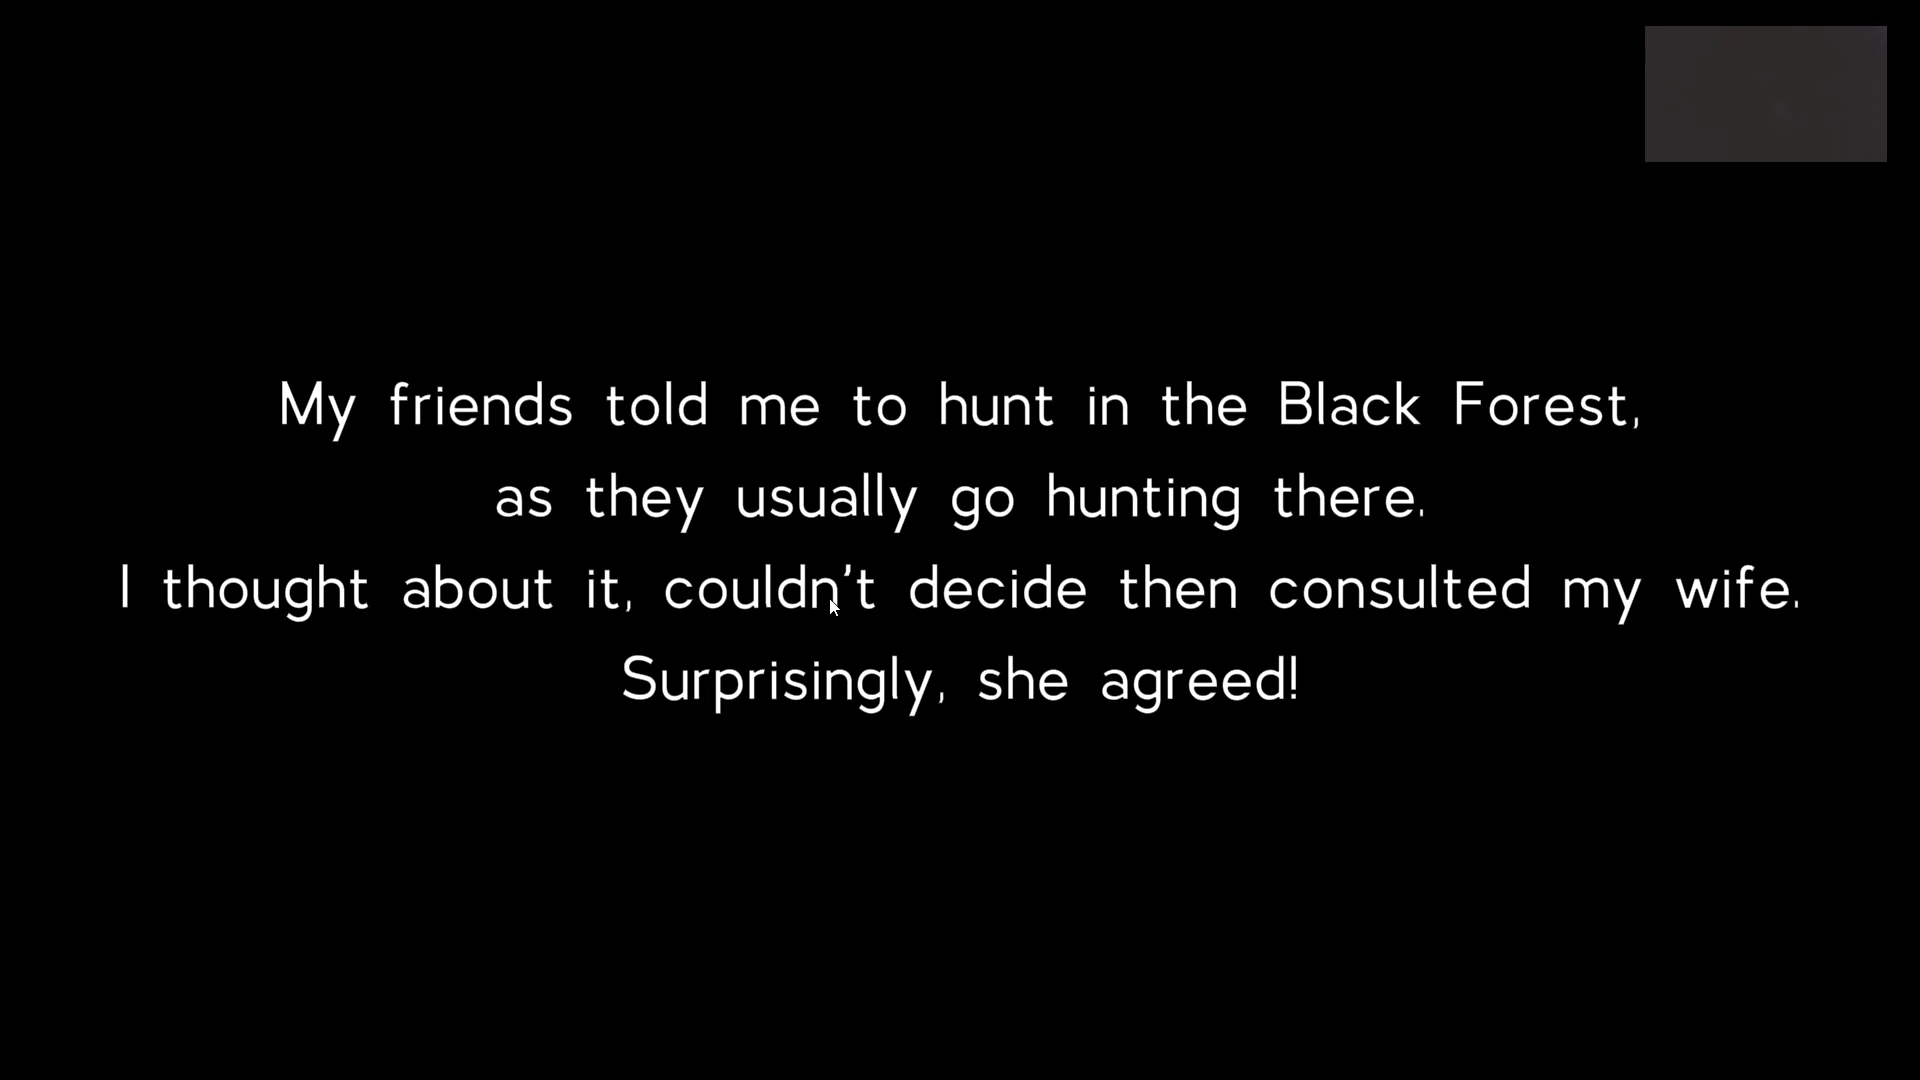 My friends told me to hunt in the Black Forest,
as they usually go hunting there.
I thought about it, couldn't decide then consulted my wife.
Surprisingly, she agreed!